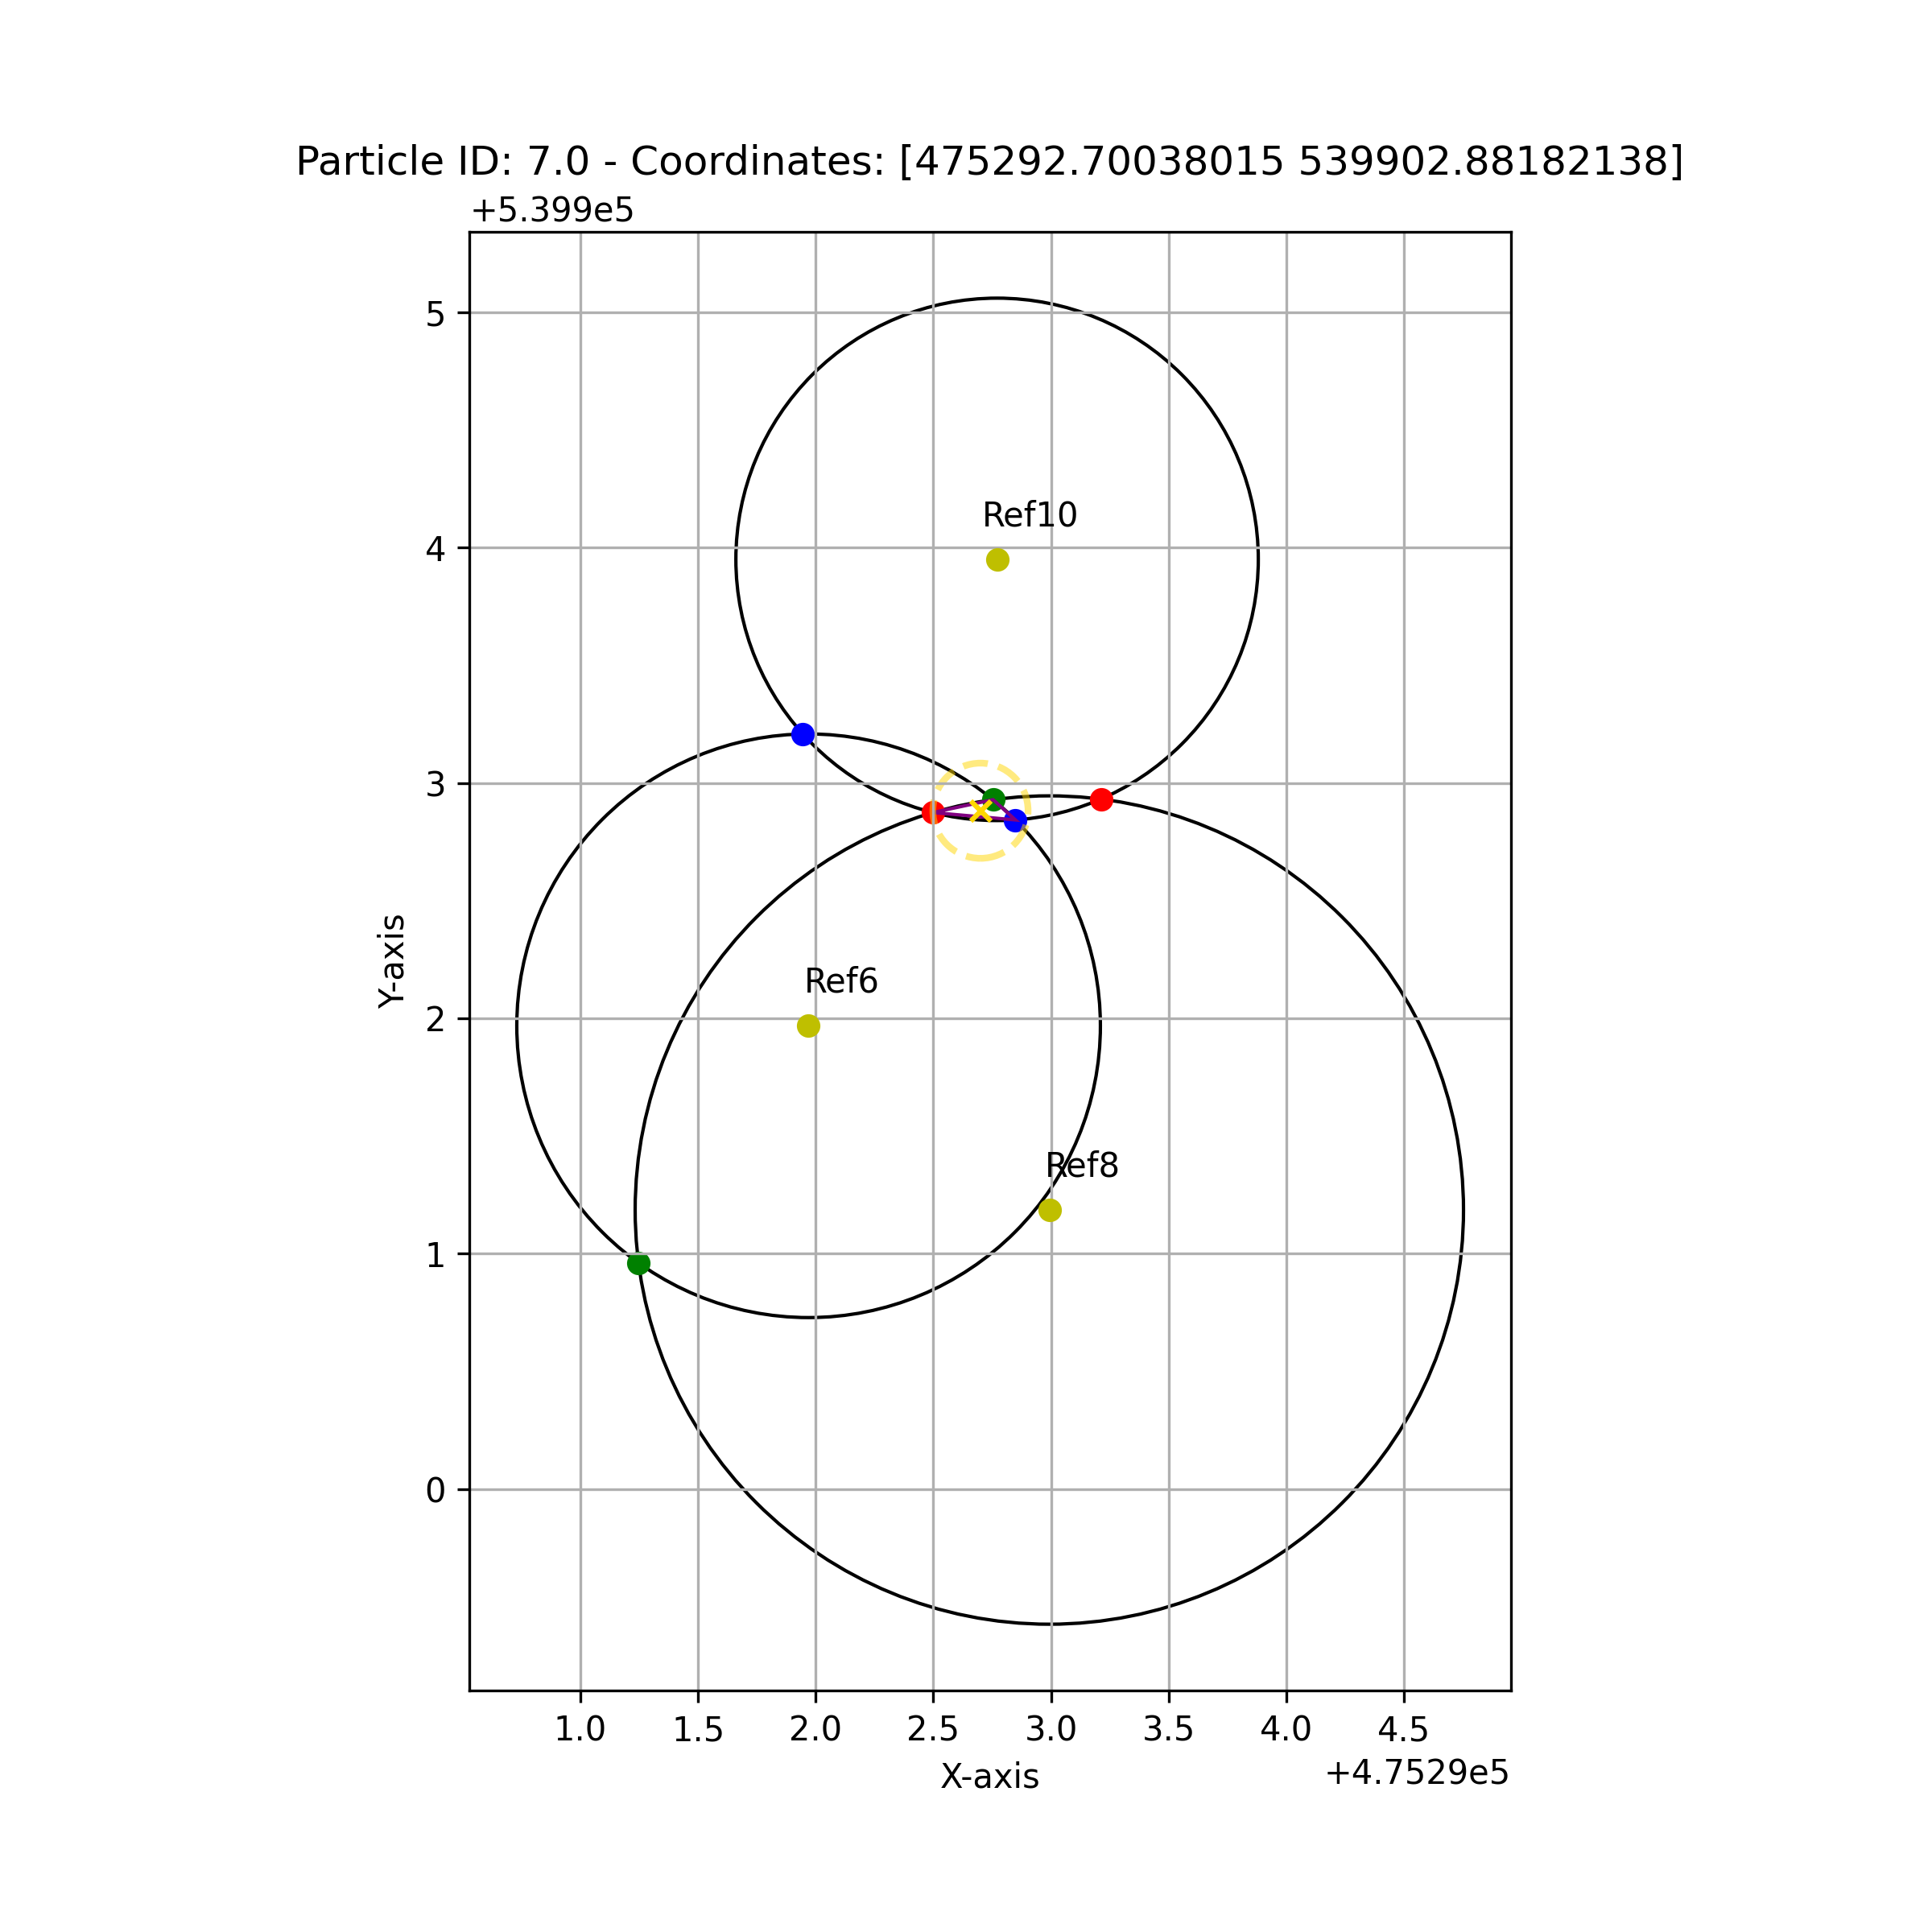 Particle ID: 7.0 - Coordinates: [475292.70038015 539902.88182138]
+5.399e5
5
Ref10
4
3
Y-axis
Ref6
2
Ref8
1
0
1.0 1.5 2.0 2.5 3.0 3.5 4.0 4.5
X-axis
+4.7529e5